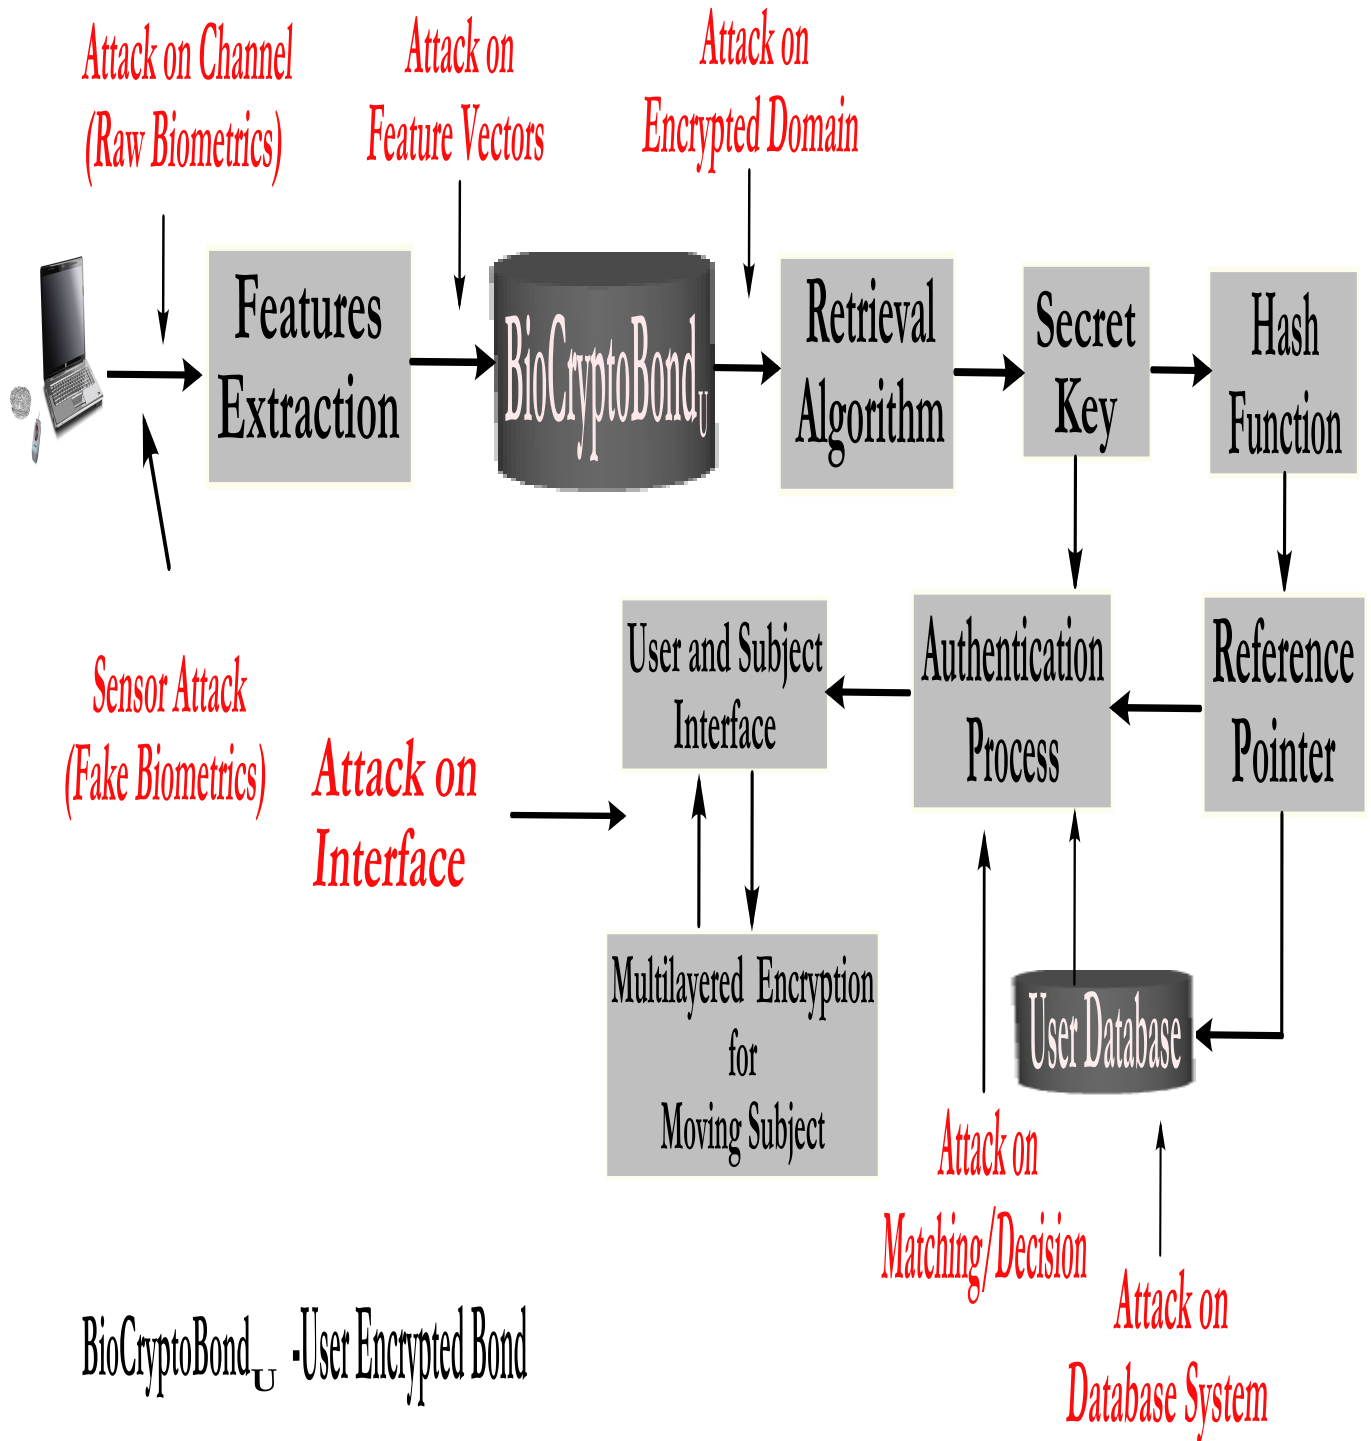 Attack on Channel
(Raw Biometrics)
Attack on
Feature Vectors
Attack on
Encrypted Domain
Features
Extraction
BioCryptoBondU
Retrieval
Algorithm
Secret
Key
Hash
Function
Sensor Attack
(Fake Biometrics)
Attack on
Interface
User and Subject
Interface
Authentication
Process
Reference
Pointer
Multilayered Encryption
for
Moving Subject
User Database
Attack on
Matching/Decision
Attack on
Database System
BioCryptoBondU -User Encrypted Bond